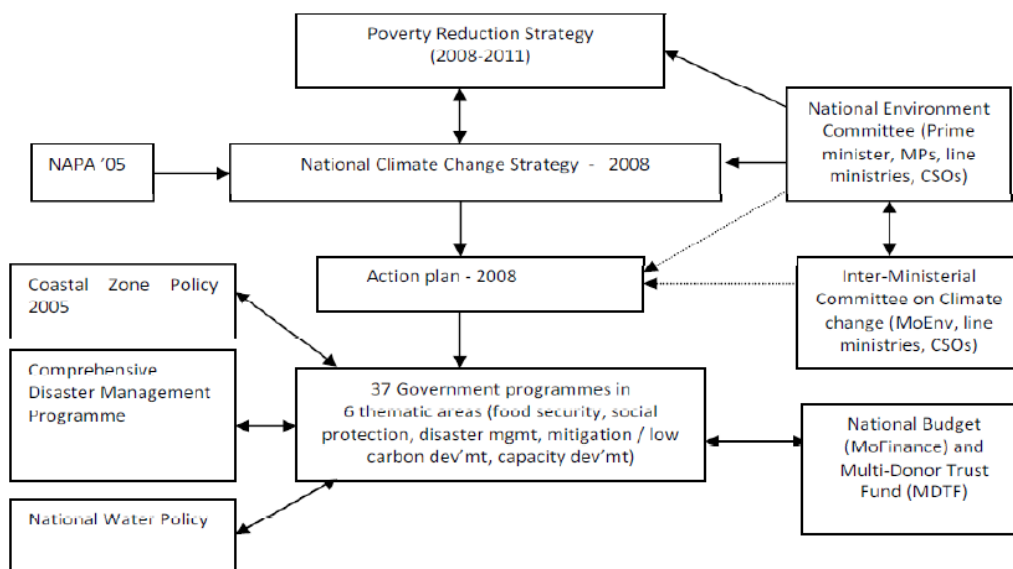 Poverty Reduction Strategy
(2008-2011)
National Environment
Committee (Prime
minister, MPs, line
ministries, CSOs)
NAPA ’05
National Climate Change Strategy - 2008
Action plan - 2008
Inter-Ministerial
Committee on Climate
change (MoEnv, line
ministries, CSOs)
Coastal Zone Policy
2005
Comprehensive
Disaster Management
Programme
37 Government programmes in
6 thematic areas (food security, social
protection, disaster mgmt, mitigation / low
carbon dev’mt, capacity dev’mt)
National Budget
(MoFinance) and
Multi-Donor Trust
Fund (MDTF)
National Water Policy